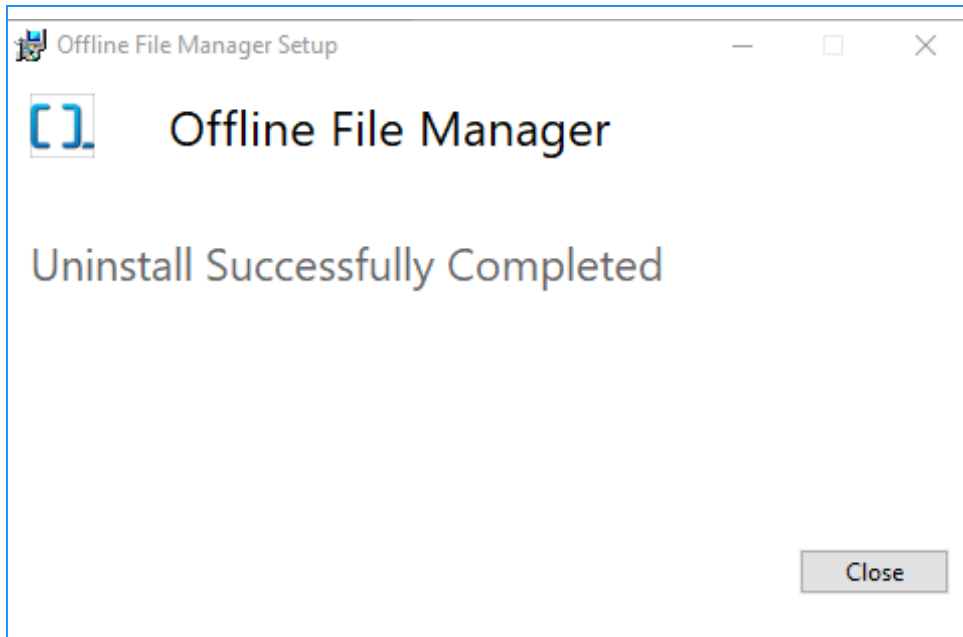 Offline File Manager Setup
Offline File Manager
Uninstall Successfully Completed
Close